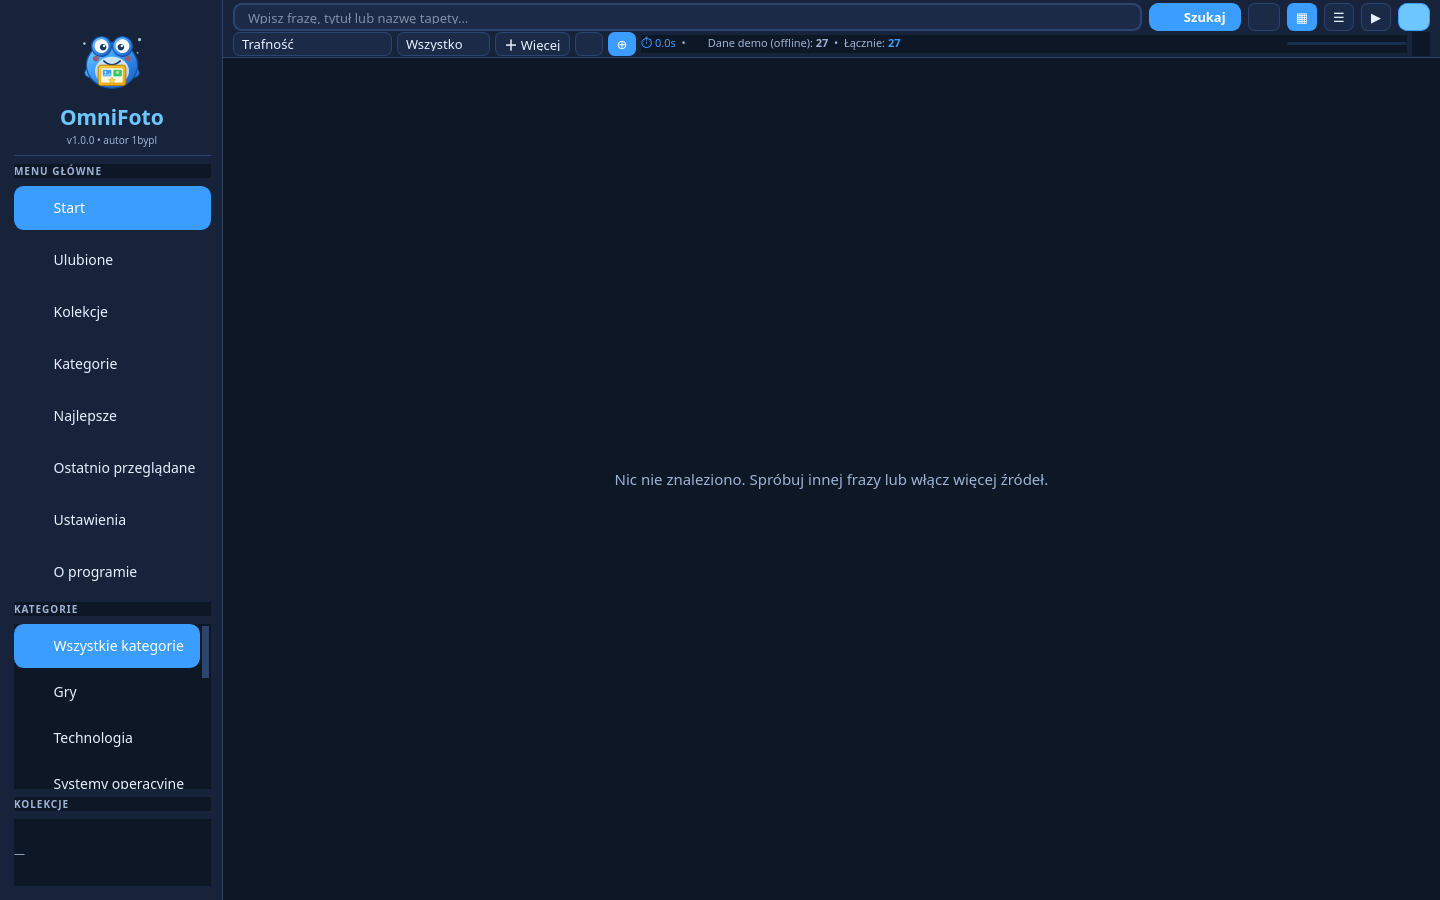 OmniFoto
v1.0.0 • autor 1bypl
MENU GŁÓWNE
Start
Ulubione
Kolekcje
Kategorie
Najlepsze
Ostatnio przeglądane
Ustawienia
O programie
KATEGORIE
Wszystkie kategorie
Gry
Technologia
Systemy operacyjne
KOLEKCJE
—
Wpisz frazę, tytuł lub nazwę tapety...
Szukaj
Trafność
Wszystko
+ Więcej
⏱ 0.0s • Dane demo (offline): 27 • Łącznie: 27
Nic nie znaleziono. Spróbuj innej frazy lub włącz więcej źródeł.